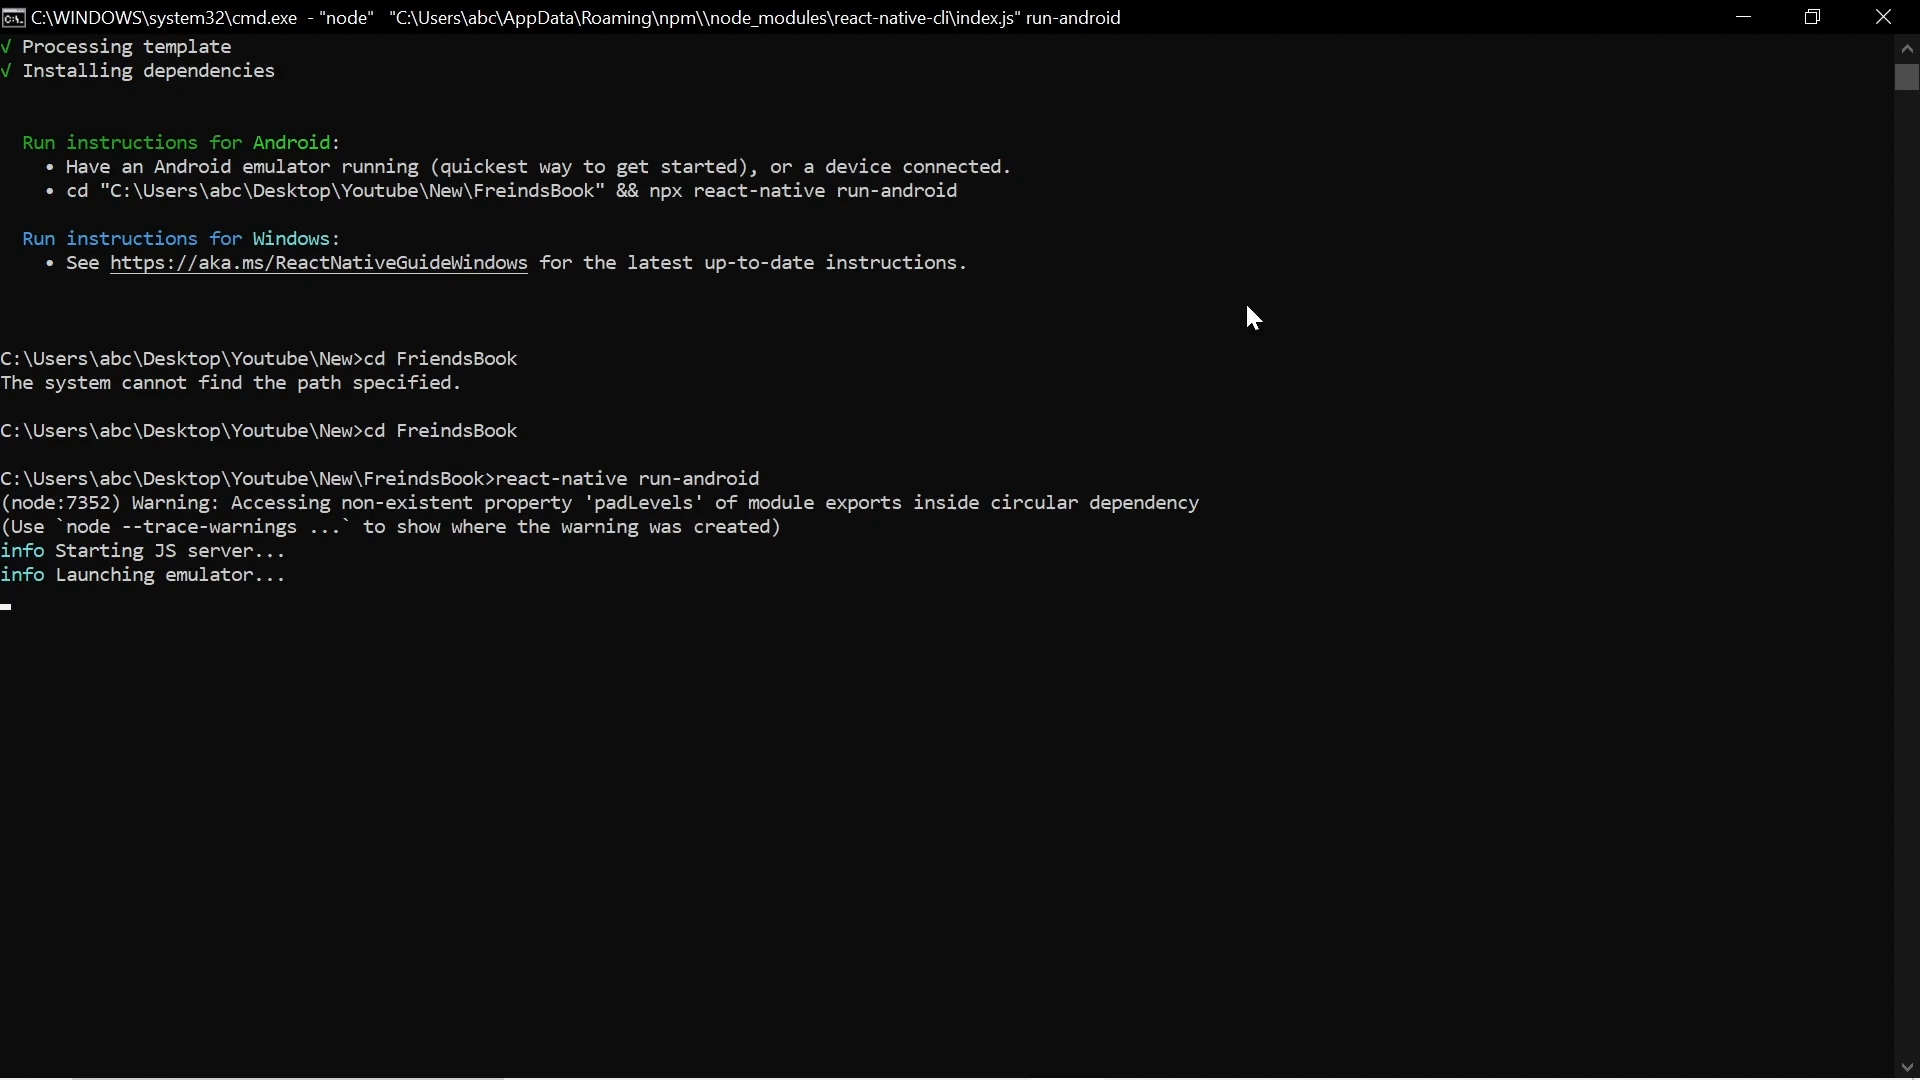 C:\WINDOWS\system32\cmd.exe - "node" "C:\Users\abc\AppData\Roaming\npm\\node_modules\react-native-cli\index.js" run-android
√ Processing template
√ Installing dependencies
Run instructions for Android:
• Have an Android emulator running (quickest way to get started), or a device connected.
• cd "C:\Users\abc\Desktop\Youtube\New\FreindsBook" && npx react-native run-android
Run instructions for Windows:
• See https://aka.ms/ReactNativeGuideWindows for the latest up-to-date instructions.
C:\Users\abc\Desktop\Youtube\New>cd FriendsBook
The system cannot find the path specified.
C:\Users\abc\Desktop\Youtube\New>cd FreindsBook
C:\Users\abc\Desktop\Youtube\New\FreindsBook>react-native run-android
(node:7352) Warning: Accessing non-existent property 'padLevels' of module exports inside circular dependency
(Use `node --trace-warnings ...` to show where the warning was created)
info Starting JS server...
info Launching emulator...